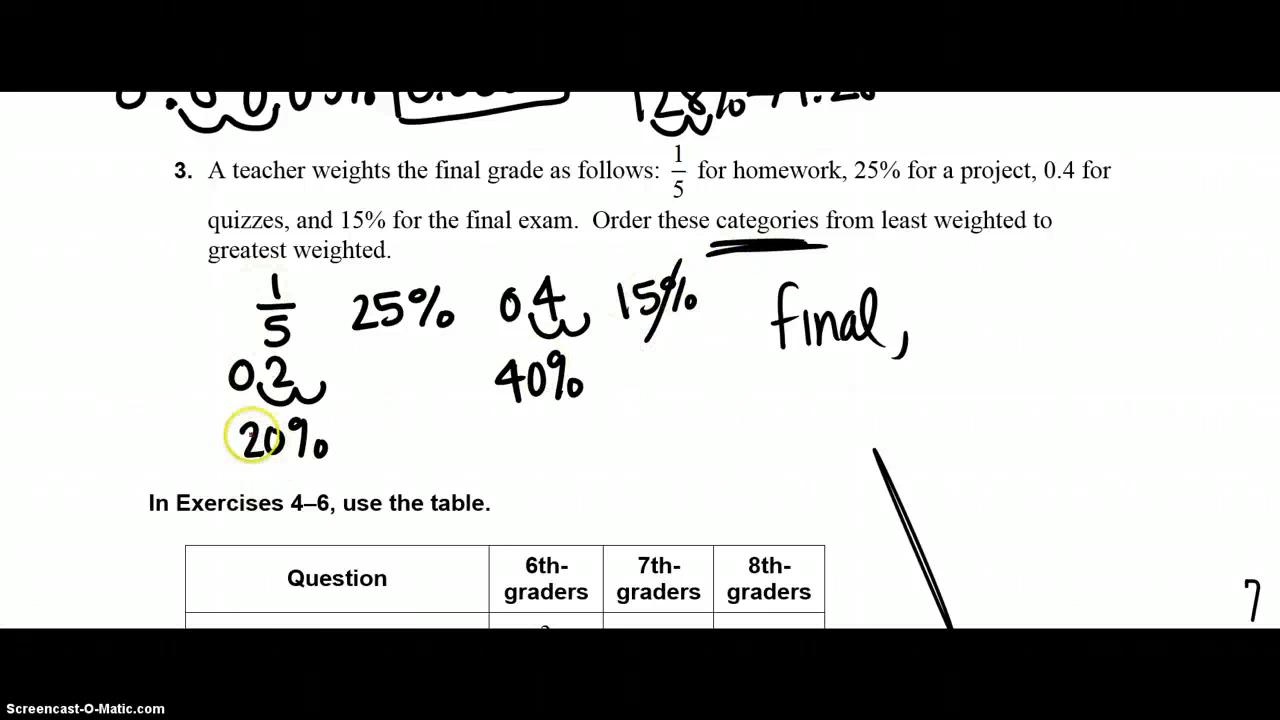 128%
3. A teacher weights the final grade as follows: 1/5 for homework, 25% for a project, 0.4 for
quizzes, and 15% for the final exam. Order these categories from least weighted to
greatest weighted.
1/5 25% 0.4 15% final,
0.2 40%
20%
In Exercises 4–6, use the table.
Question 6th-graders 7th-graders 8th-graders
7
Screencast-O-Matic.com